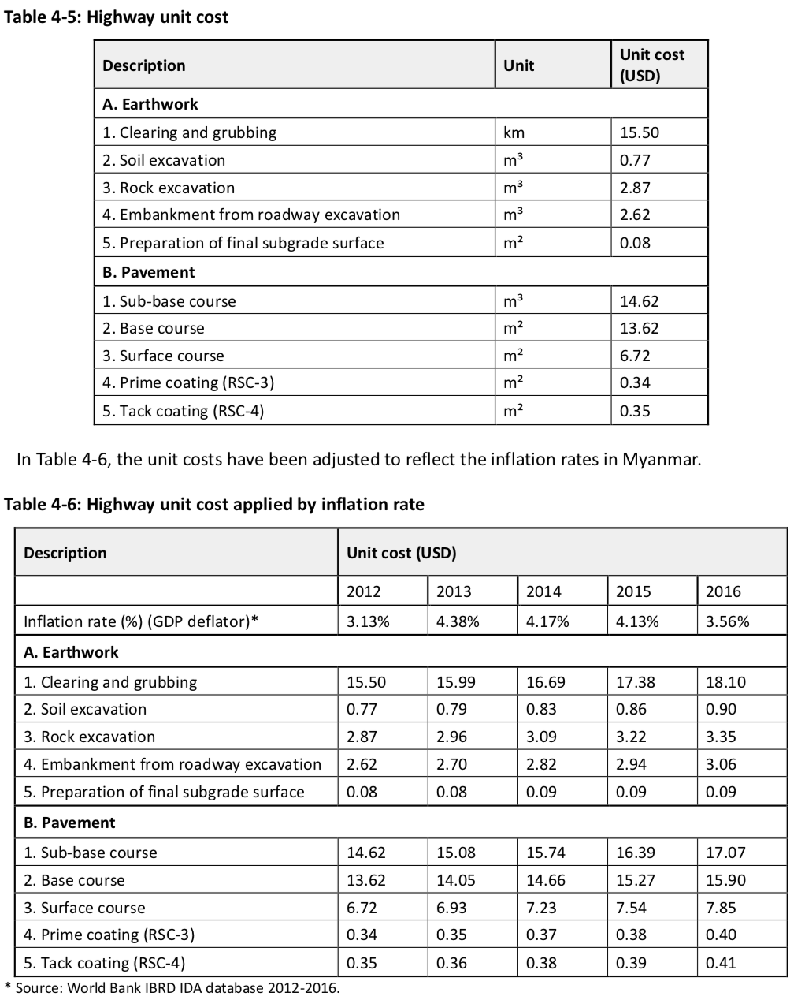 Table 4-5: Highway unit cost
Description Unit Unit cost (USD)
A. Earthwork
1. Clearing and grubbing km 15.50
2. Soil excavation m³ 0.77
3. Rock excavation m³ 2.87
4. Embankment from roadway excavation m³ 2.62
5. Preparation of final subgrade surface m² 0.08
B. Pavement
1. Sub-base course m³ 14.62
2. Base course m² 13.62
3. Surface course m² 6.72
4. Prime coating (RSC-3) m² 0.34
5. Tack coating (RSC-4) m² 0.35
In Table 4-6, the unit costs have been adjusted to reflect the inflation rates in Myanmar.
Table 4-6: Highway unit cost applied by inflation rate
Description Unit cost (USD)
2012 2013 2014 2015 2016
Inflation rate (%) (GDP deflator)* 3.13% 4.38% 4.17% 4.13% 3.56%
A. Earthwork
1. Clearing and grubbing 15.50 15.99 16.69 17.38 18.10
2. Soil excavation 0.77 0.79 0.83 0.86 0.90
3. Rock excavation 2.87 2.96 3.09 3.22 3.35
4. Embankment from roadway excavation 2.62 2.70 2.82 2.94 3.06
5. Preparation of final subgrade surface 0.08 0.08 0.09 0.09 0.09
B. Pavement
1. Sub-base course 14.62 15.08 15.74 16.39 17.07
2. Base course 13.62 14.05 14.66 15.27 15.90
3. Surface course 6.72 6.93 7.23 7.54 7.85
4. Prime coating (RSC-3) 0.34 0.35 0.37 0.38 0.40
5. Tack coating (RSC-4) 0.35 0.36 0.38 0.39 0.41
* Source: World Bank IBRD IDA database 2012-2016.